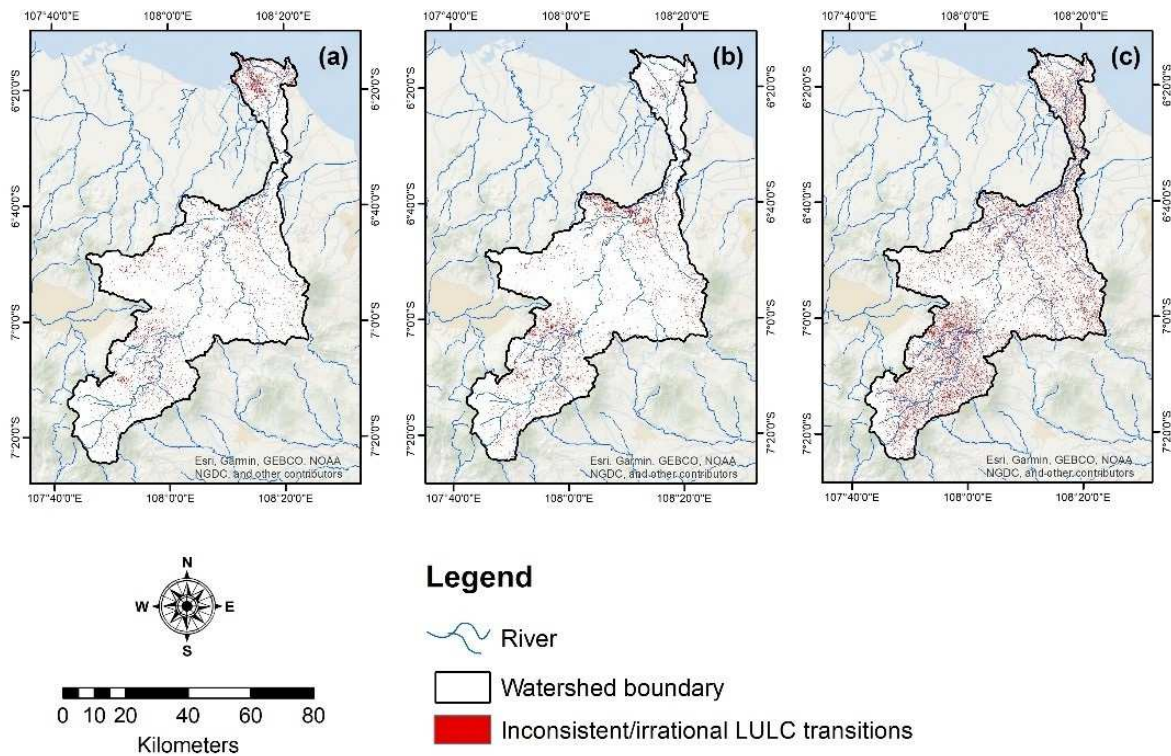 107°40'0"E 108°0'0"E 108°20'0"E
(a)
6°20'0"S
6°40'0"S
7°0'0"S
7°20'0"S
Esri, Garmin, GEBCO. NOAA
NGDC, and other contributors
107°40'0"E 108°0'0"E 108°20'0"E
107°40'0"E 108°0'0"E 108°20'0"E
(b)
6°20'0"S
6°40'0"S
7°0'0"S
7°20'0"S
Esri. Garmin. GEBCO, NOAA
NGDC, and other contributors
107°40'0"E 108°0'0"E 108°20'0"E
107°40'0"E 108°0'0"E 108°20'0"E
(c)
6°20'0"S
6°40'0"S
7°0'0"S
7°20'0"S
Esri, Garmin, GEBCO, NOAA
NGDC, and other contributors
107°40'0"E 108°0'0"E 108°20'0"E
N
W E
S
0 10 20 40 60 80
Kilometers
Legend
River
Watershed boundary
Inconsistent/irrational LULC transitions